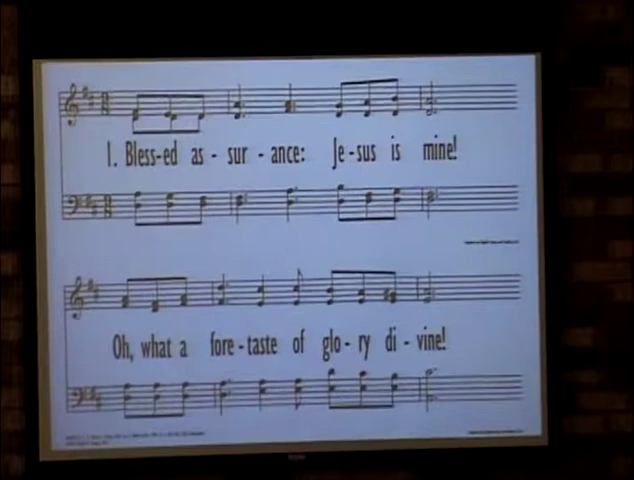 1. Bless-ed as - sur - ance: Je - sus is mine!
Oh, what a fore - taste of glo - ry di - vine!